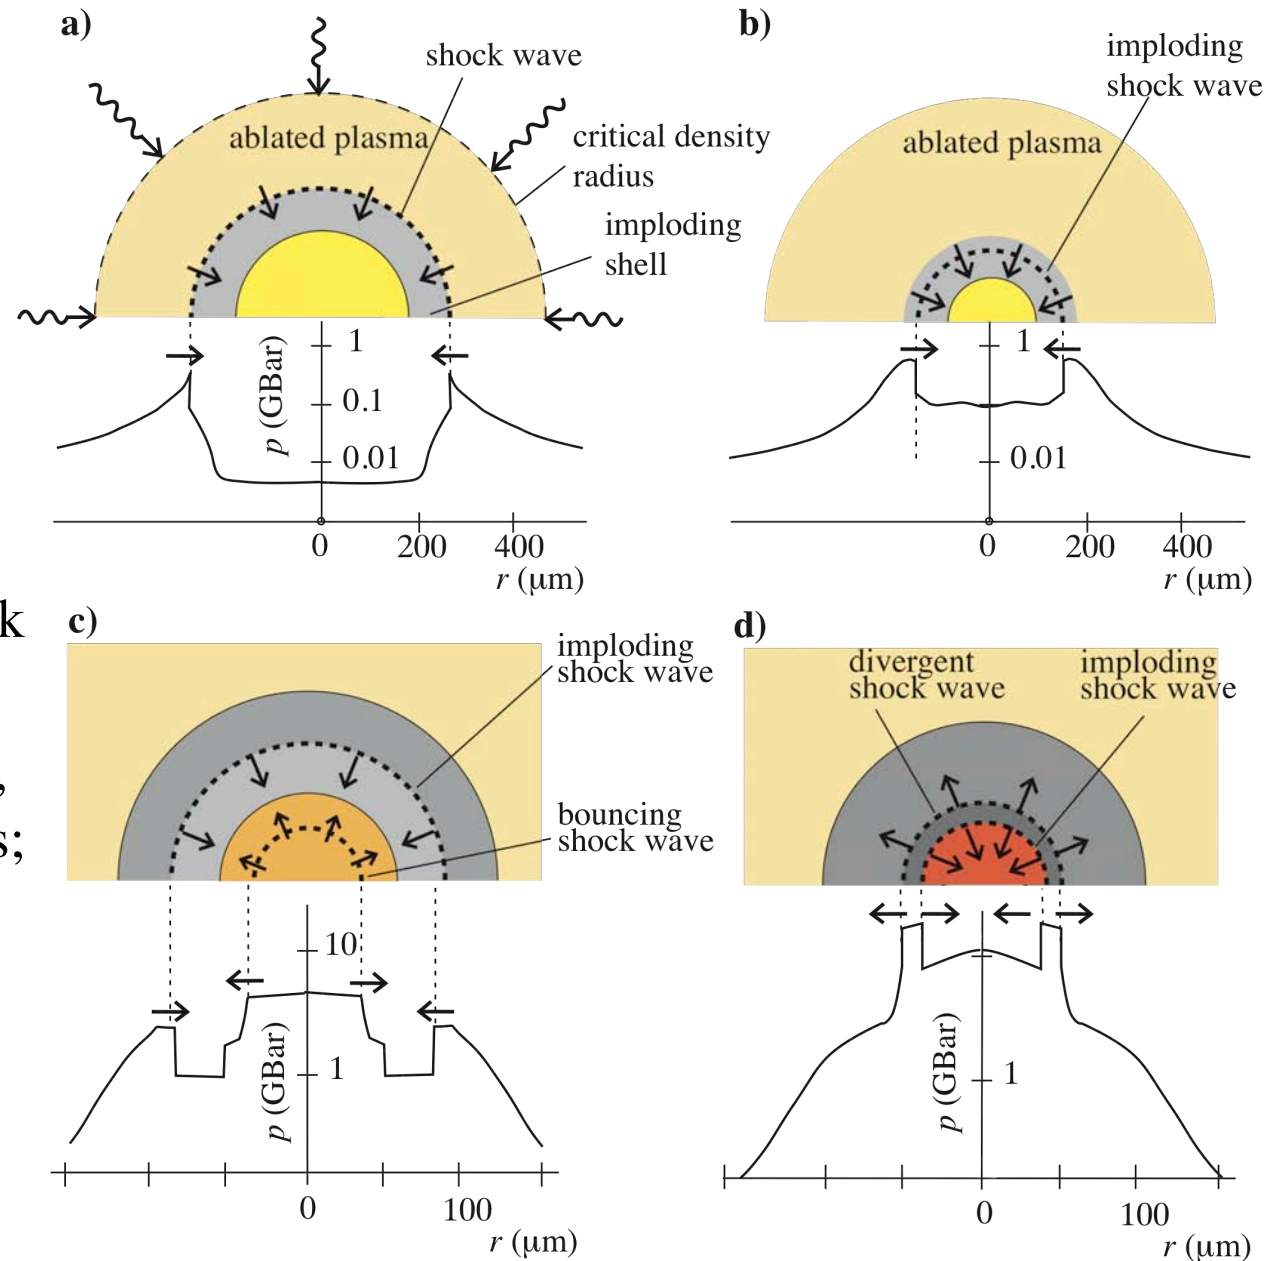 a)
shock wave
ablated plasma
critical density
radius
imploding
shell
p (GBar)
1
0.1
0.01
0
200
400
r (μm)
b)
imploding
shock wave
ablated plasma
1
0.01
0
200
400
r (μm)
k
,
s;
c)
imploding
shock wave
bouncing
shock wave
10
p (GBar)
1
0
100
r (μm)
d)
divergent
shock wave
imploding
shock wave
p (GBar)
1
0
100
r (μm)